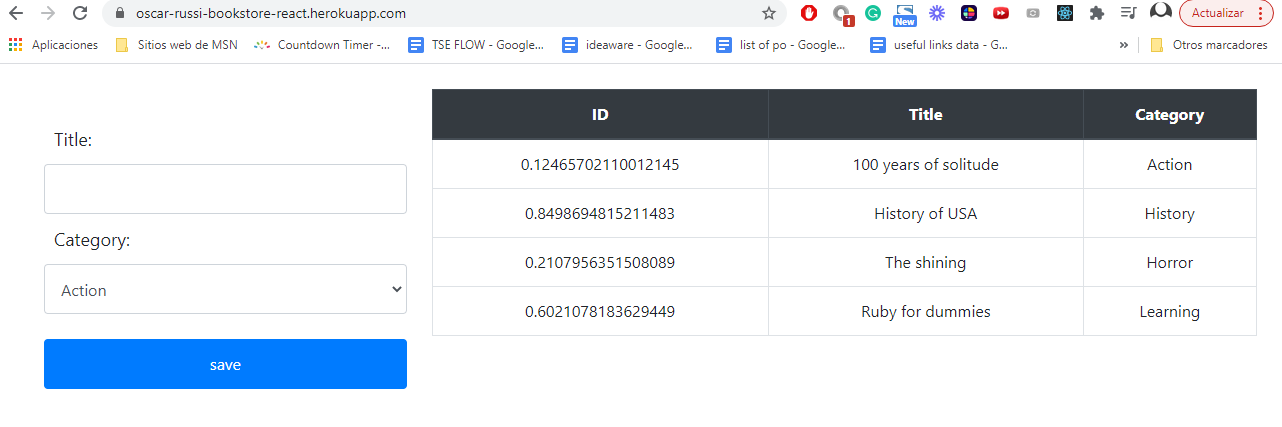 oscar-russi-bookstore-react.herokuapp.com
1
New
Actualizar
Aplicaciones
Sitios web de MSN
Countdown Timer -...
TSE FLOW - Google...
ideaware - Google...
list of po - Google...
useful links data - G...
»
Otros marcadores
Title:
Category:
Action
save
ID Title Category
0.12465702110012145 100 years of solitude Action
0.8498694815211483 History of USA History
0.2107956351508089 The shining Horror
0.6021078183629449 Ruby for dummies Learning